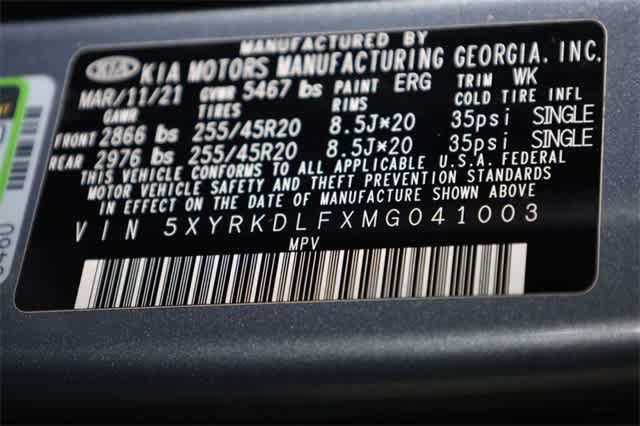 MANUFACTURED BY
KIA KIA MOTORS MANUFACTURING GEORGIA, INC.
MAR/11/21 GVWR 5467 lbs PAINT ERG TRIM WK
GAWR TIRES RIMS COLD TIRE INFL
FRONT 2866 lbs 255/45R20 8.5J×20 35psi SINGLE
REAR 2976 lbs 255/45R20 8.5J×20 35psi SINGLE
THIS VEHICLE CONFORMS TO ALL APPLICABLE U.S.A. FEDERAL
MOTOR VEHICLE SAFETY AND THEFT PREVENTION STANDARDS
IN EFFECT ON THE DATE OF MANUFACTURE SHOWN ABOVE
VIN 5XYRKDLFXMG041003
MPV